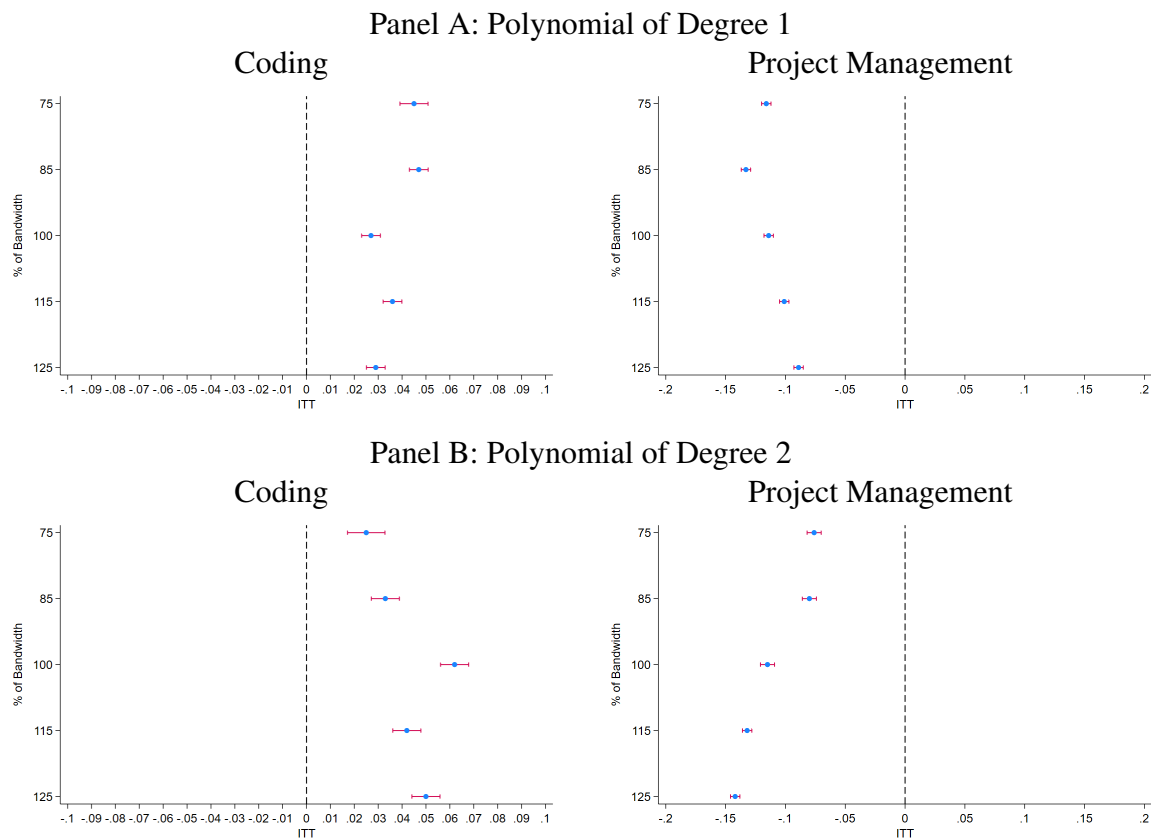 Panel A: Polynomial of Degree 1
Coding
% of Bandwidth
75
85
100
115
125
-.1 -.09 -.08 -.07 -.06 -.05 -.04 -.03 -.02 -.01 0 .01 .02 .03 .04 .05 .06 .07 .08 .09 .1
ITT
Project Management
% of Bandwidth
75
85
100
115
125
-.2 -.15 -.1 -.05 0 .05 .1 .15 .2
ITT
Panel B: Polynomial of Degree 2
Coding
% of Bandwidth
75
85
100
115
125
-.1 -.09 -.08 -.07 -.06 -.05 -.04 -.03 -.02 -.01 0 .01 .02 .03 .04 .05 .06 .07 .08 .09 .1
ITT
Project Management
% of Bandwidth
75
85
100
115
125
-.2 -.15 -.1 -.05 0 .05 .1 .15 .2
ITT